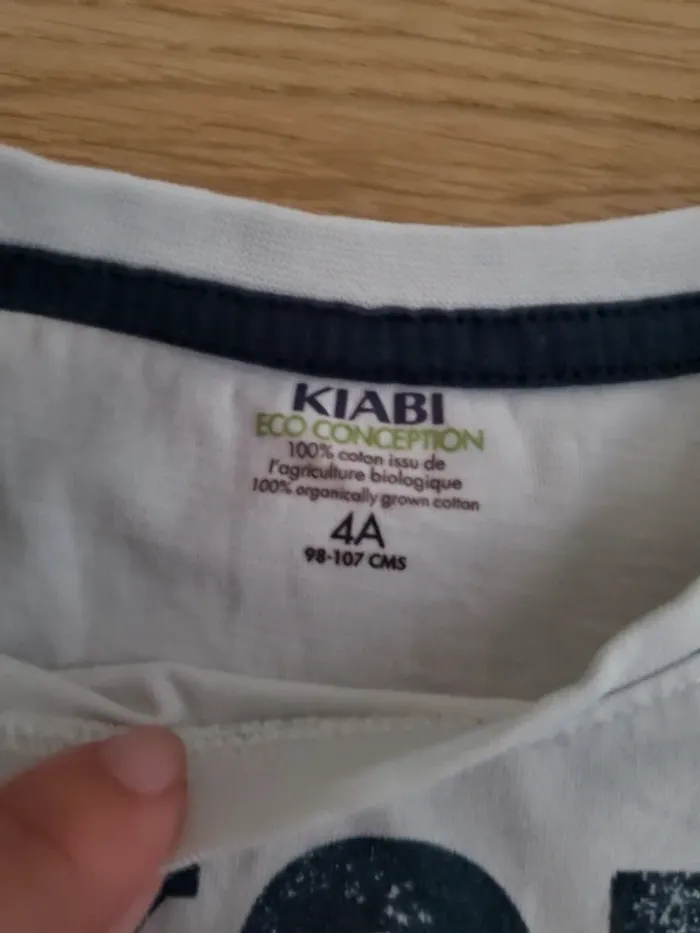 KIABI
ECO CONCEPTION
100% coton issu de
l'agriculture biologique
100% organically grown cotton
4A
98-107 CMS